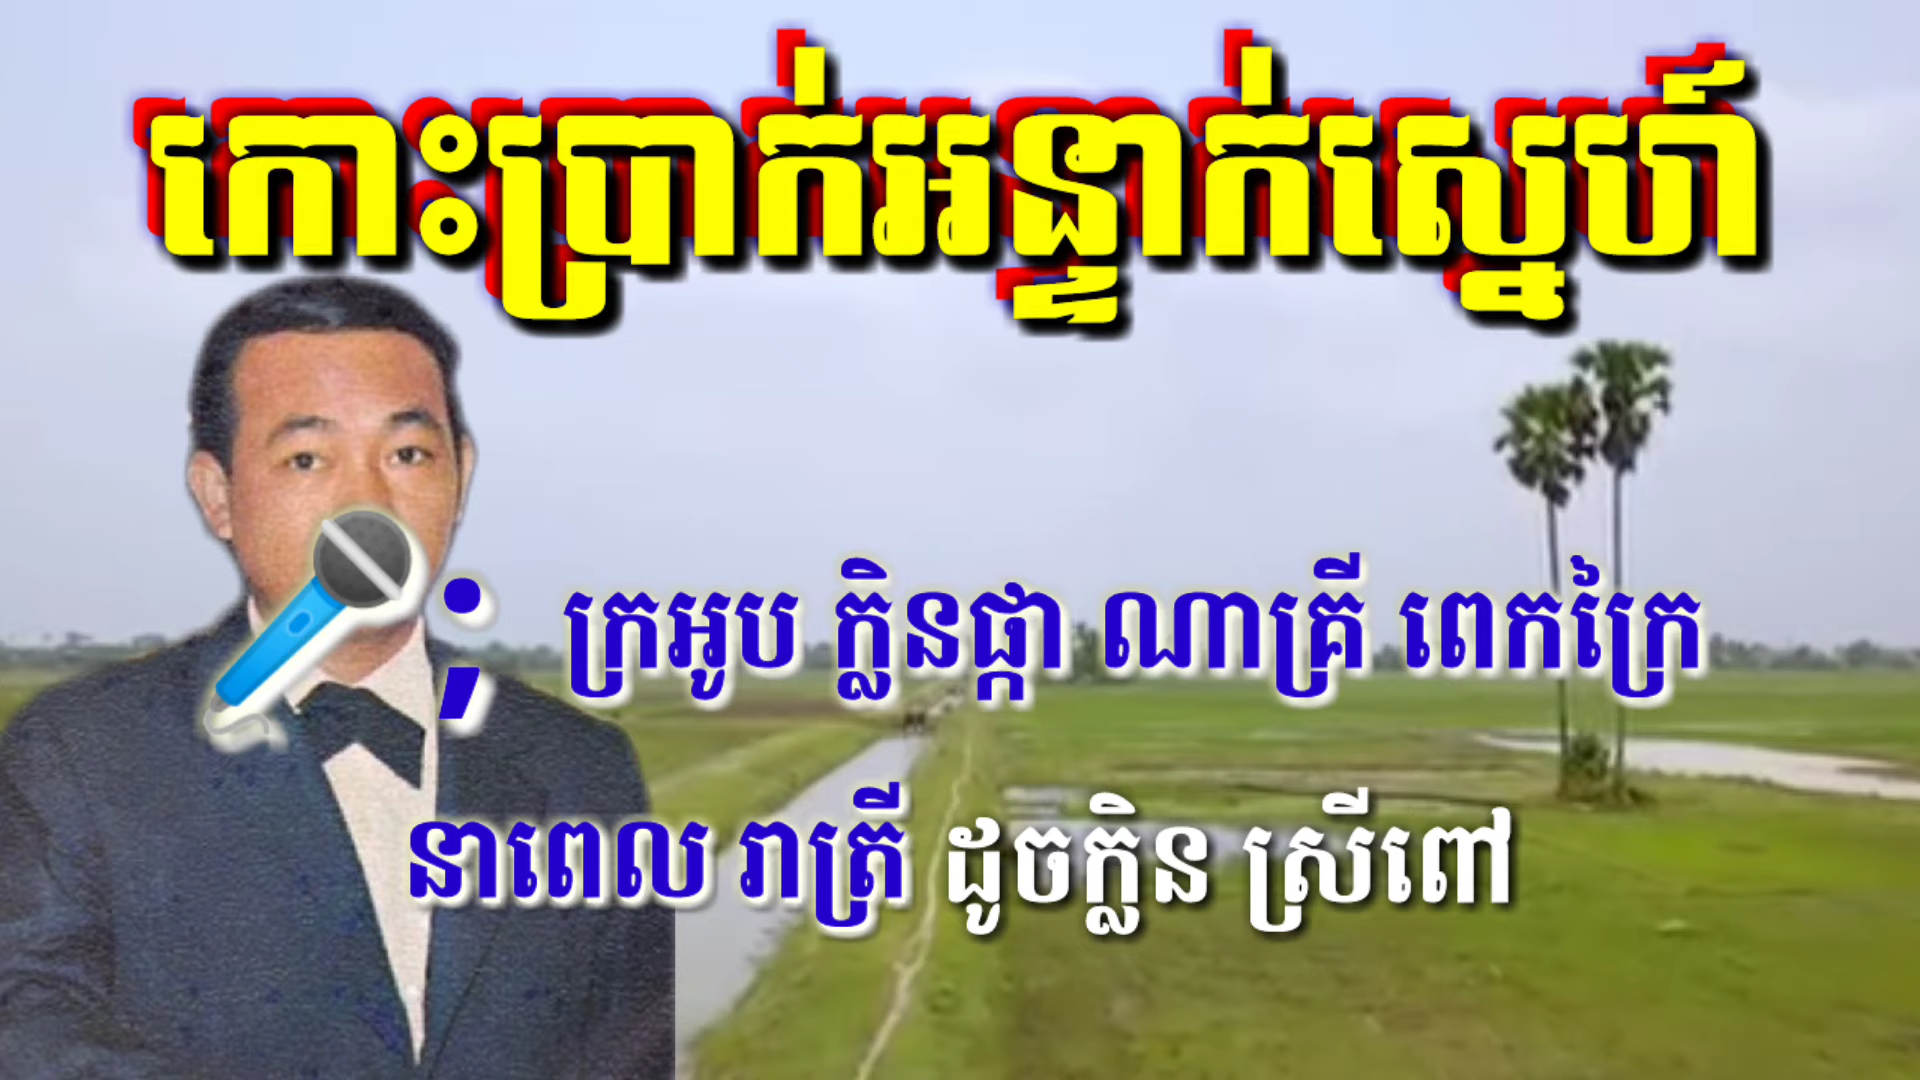 កោះប្រាក់អន្ទាក់ស្នេហ៍
; ក្រអូប ក្លិនផ្កា ណាគ្រី ពេកក្រៃ
នាពេល រាត្រី ដូចក្លិន ស្រីពៅ